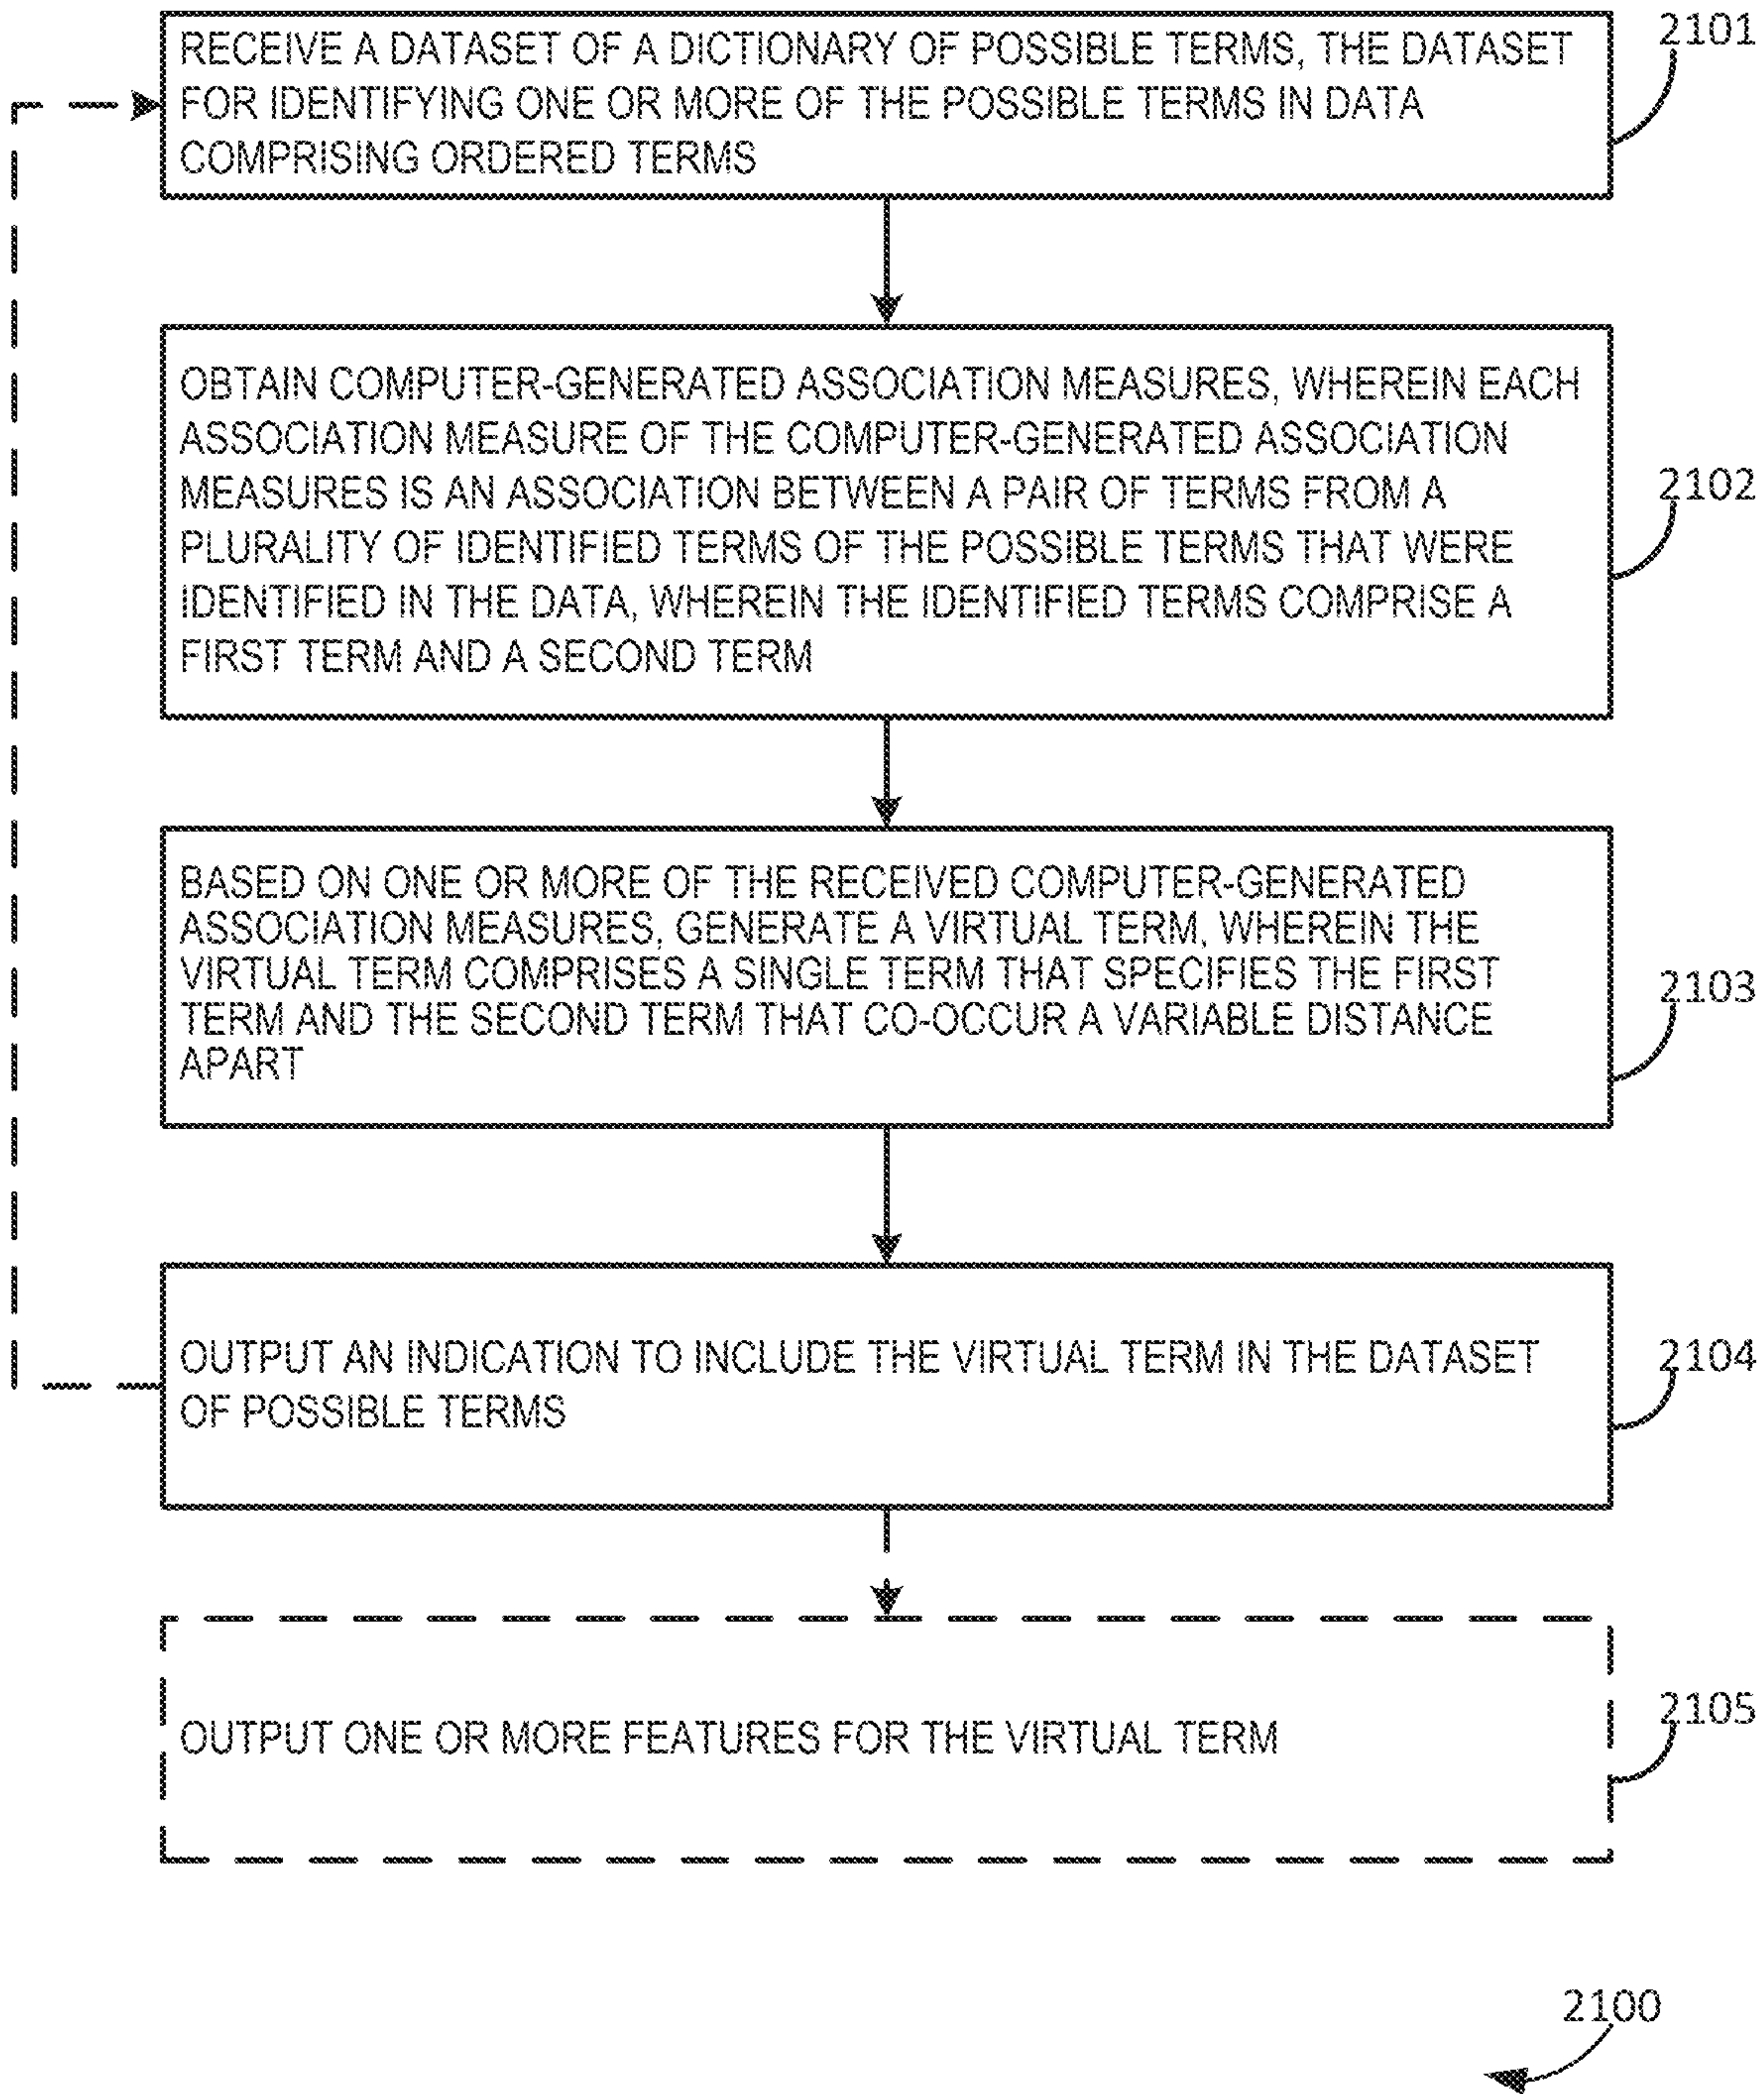 2101
RECEIVE A DATASET OF A DICTIONARY OF POSSIBLE TERMS, THE DATASET
FOR IDENTIFYING ONE OR MORE OF THE POSSIBLE TERMS IN DATA
COMPRISING ORDERED TERMS
OBTAIN COMPUTER-GENERATED ASSOCIATION MEASURES, WHEREIN EACH
ASSOCIATION MEASURE OF THE COMPUTER-GENERATED ASSOCIATION
MEASURES IS AN ASSOCIATION BETWEEN A PAIR OF TERMS FROM A
2102
PLURALITY OF IDENTIFIED TERMS OF THE POSSIBLE TERMS THAT WERE
IDENTIFIED IN THE DATA, WHEREIN THE IDENTIFIED TERMS COMPRISE A
FIRST TERM AND A SECOND TERM
BASED ON ONE OR MORE OF THE RECEIVED COMPUTER-GENERATED
ASSOCIATION MEASURES, GENERATE A VIRTUAL TERM, WHEREIN THE
VIRTUAL TERM COMPRISES A SINGLE TERM THAT SPECIFIES THE FIRST
2103
TERM AND THE SECOND TERM THAT CO-OCCUR A VARIABLE DISTANCE
APART
OUTPUT AN INDICATION TO INCLUDE THE VIRTUAL TERM IN THE DATASET
2104
OF POSSIBLE TERMS
2105
OUTPUT ONE OR MORE FEATURES FOR THE VIRTUAL TERM
2100